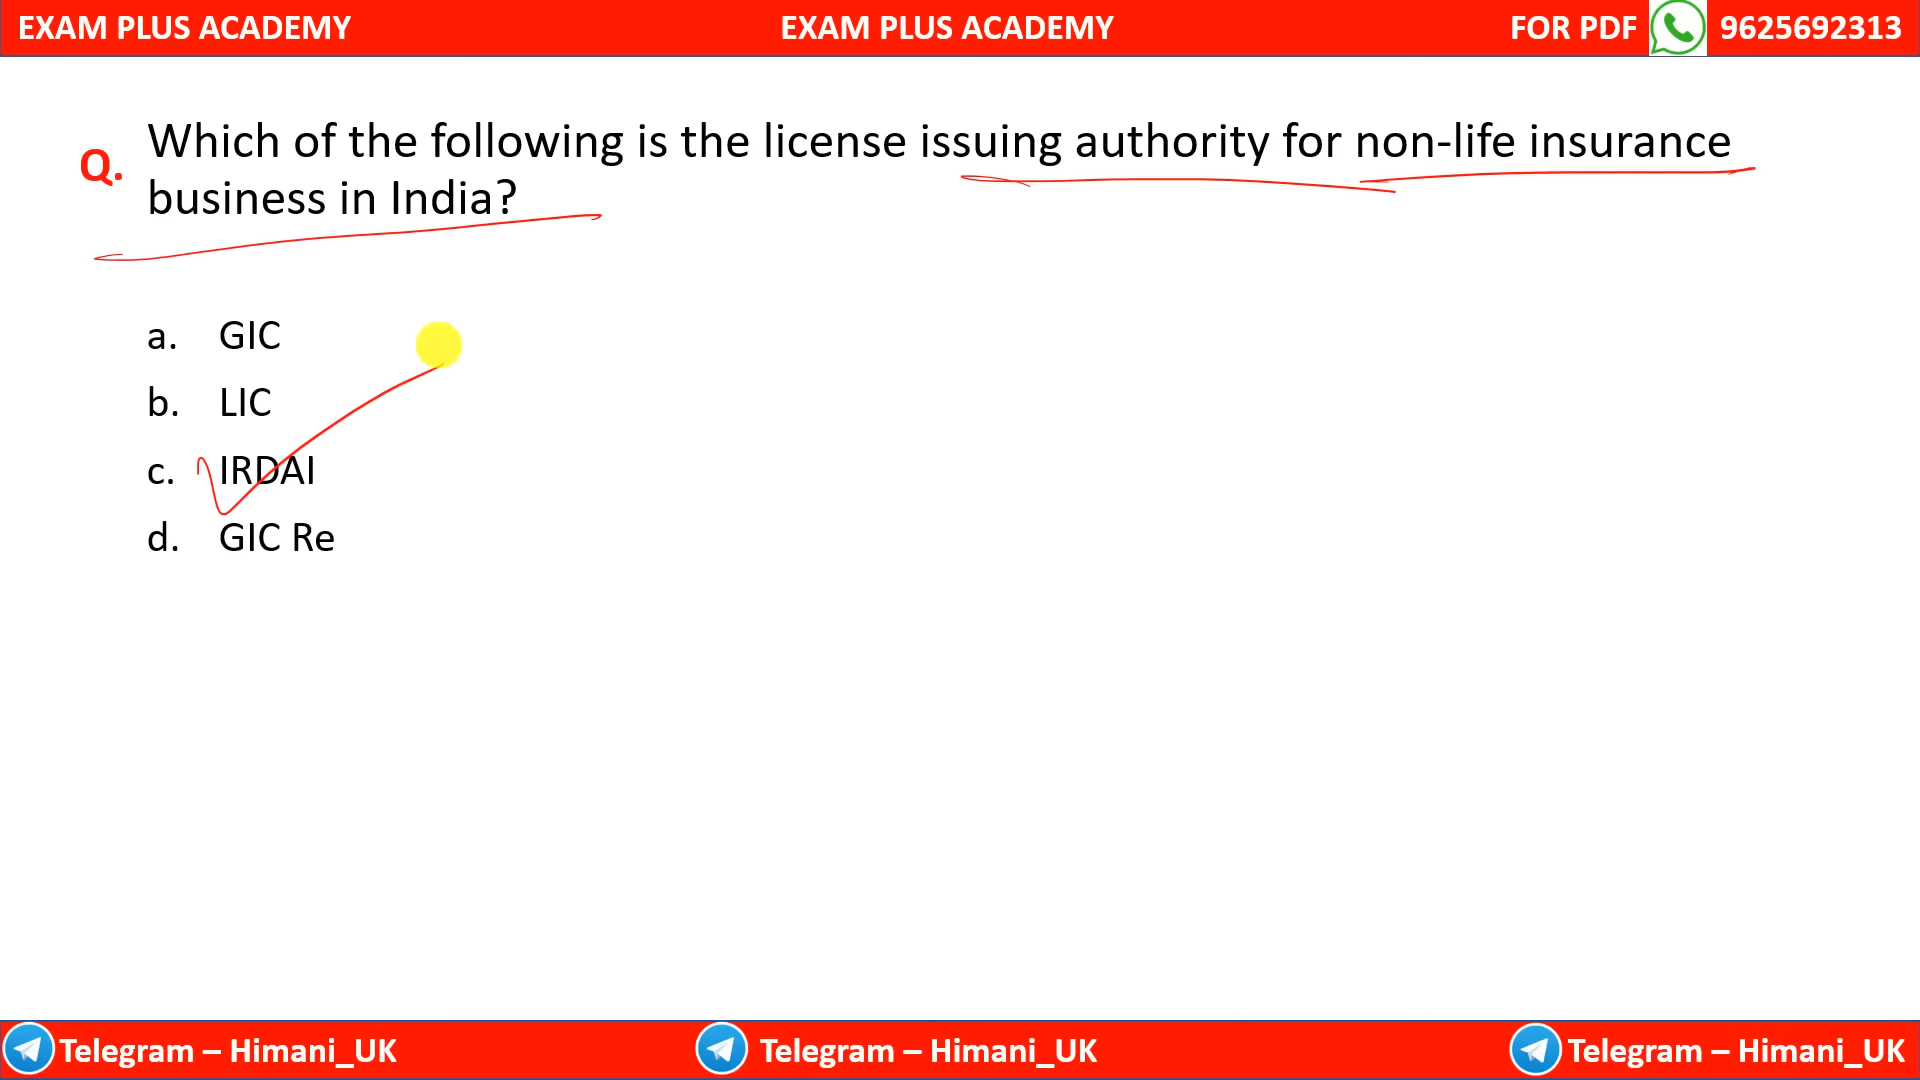 EXAM PLUS ACADEMY EXAM PLUS ACADEMY FOR PDF 9625692313
Q. Which of the following is the license issuing authority for non-life insurance
business in India?
a. GIC
b. LIC
c. IRDAI
d. GIC Re
Telegram – Himani_UK Telegram – Himani_UK Telegram – Himani_UK